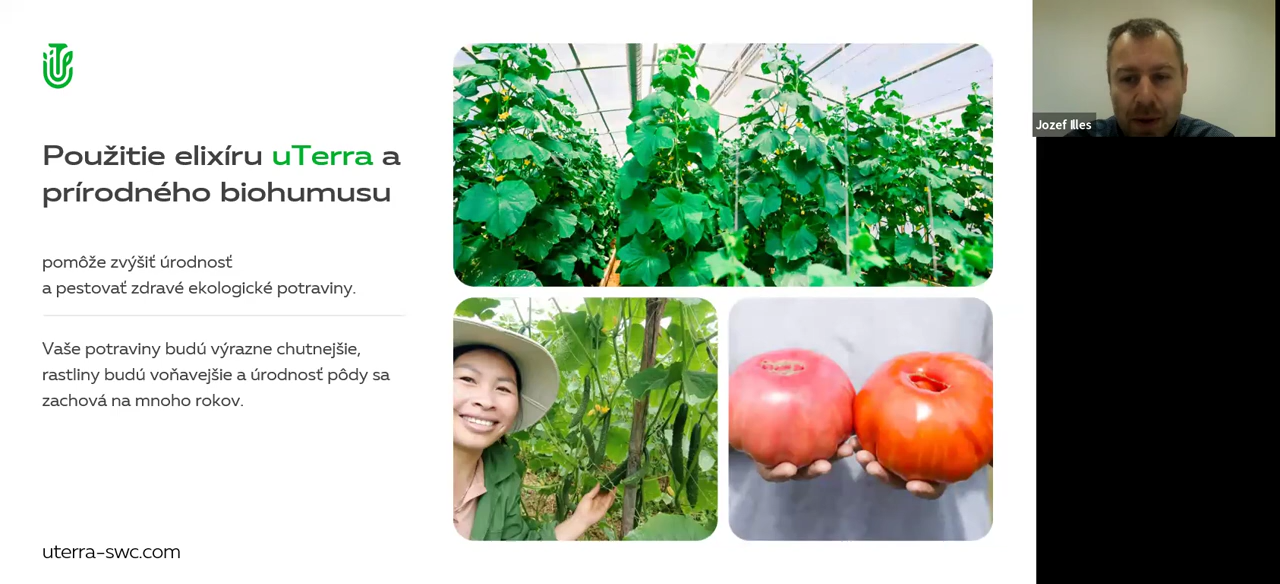 Použitie elixíru uTerra a
prírodného biohumusu
pomôže zvýšiť úrodnosť
a pestovať zdravé ekologické potraviny.
Vaše potraviny budú výrazne chutnejšie,
rastliny budú voňavejšie a úrodnosť pôdy sa
zachová na mnoho rokov.
uterra-swc.com
Jozef Illes